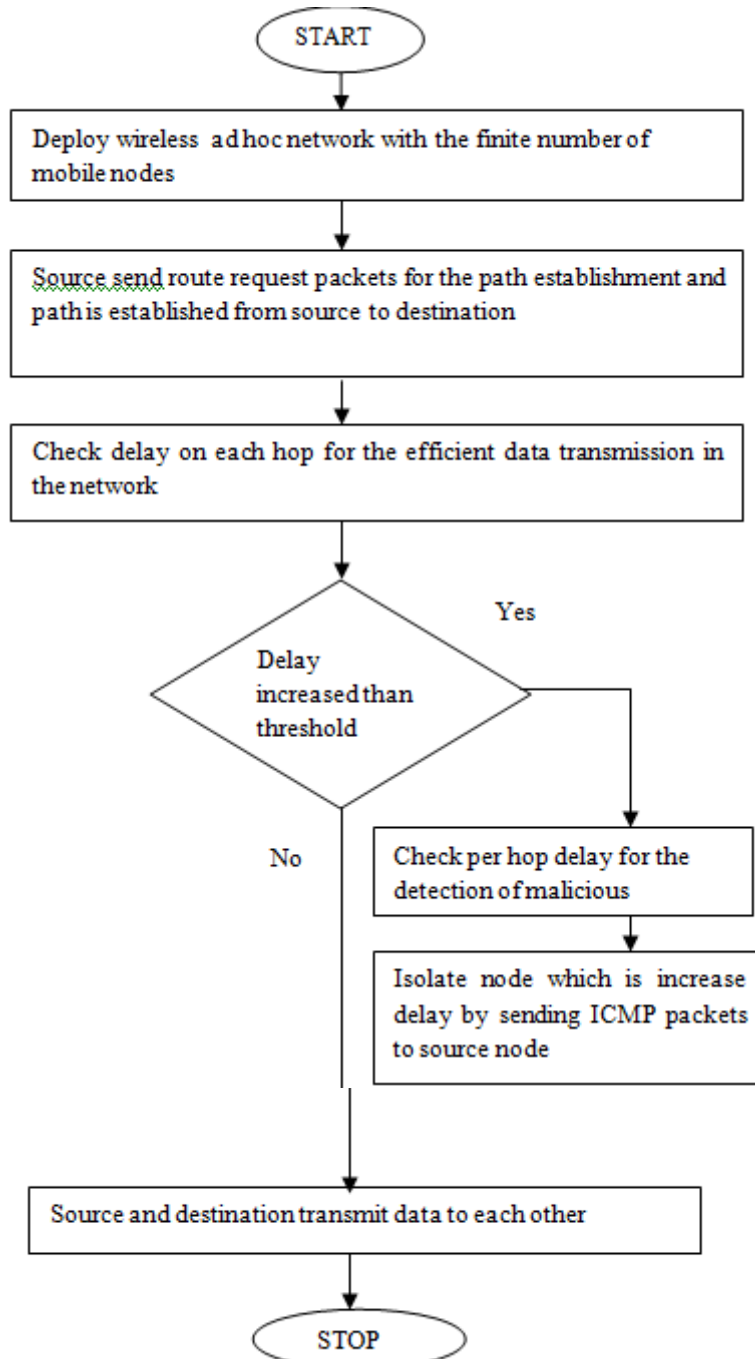 START
Deploy wireless ad hoc network with the finite number of
mobile nodes
Source send route request packets for the path establishment and
path is established from source to destination
Check delay on each hop for the efficient data transmission in
the network
Yes
Delay
increased than
threshold
No
Check per hop delay for the
detection of malicious
Isolate node which is increase
delay by sending ICMP packets
to source node
Source and destination transmit data to each other
STOP